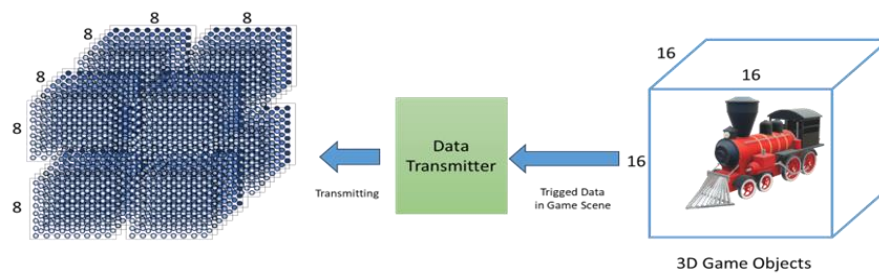 8
8
8
8
8
8
Data
Transmitter
Transmitting
Trigged Data
in Game Scene
16
16
16
3D Game Objects